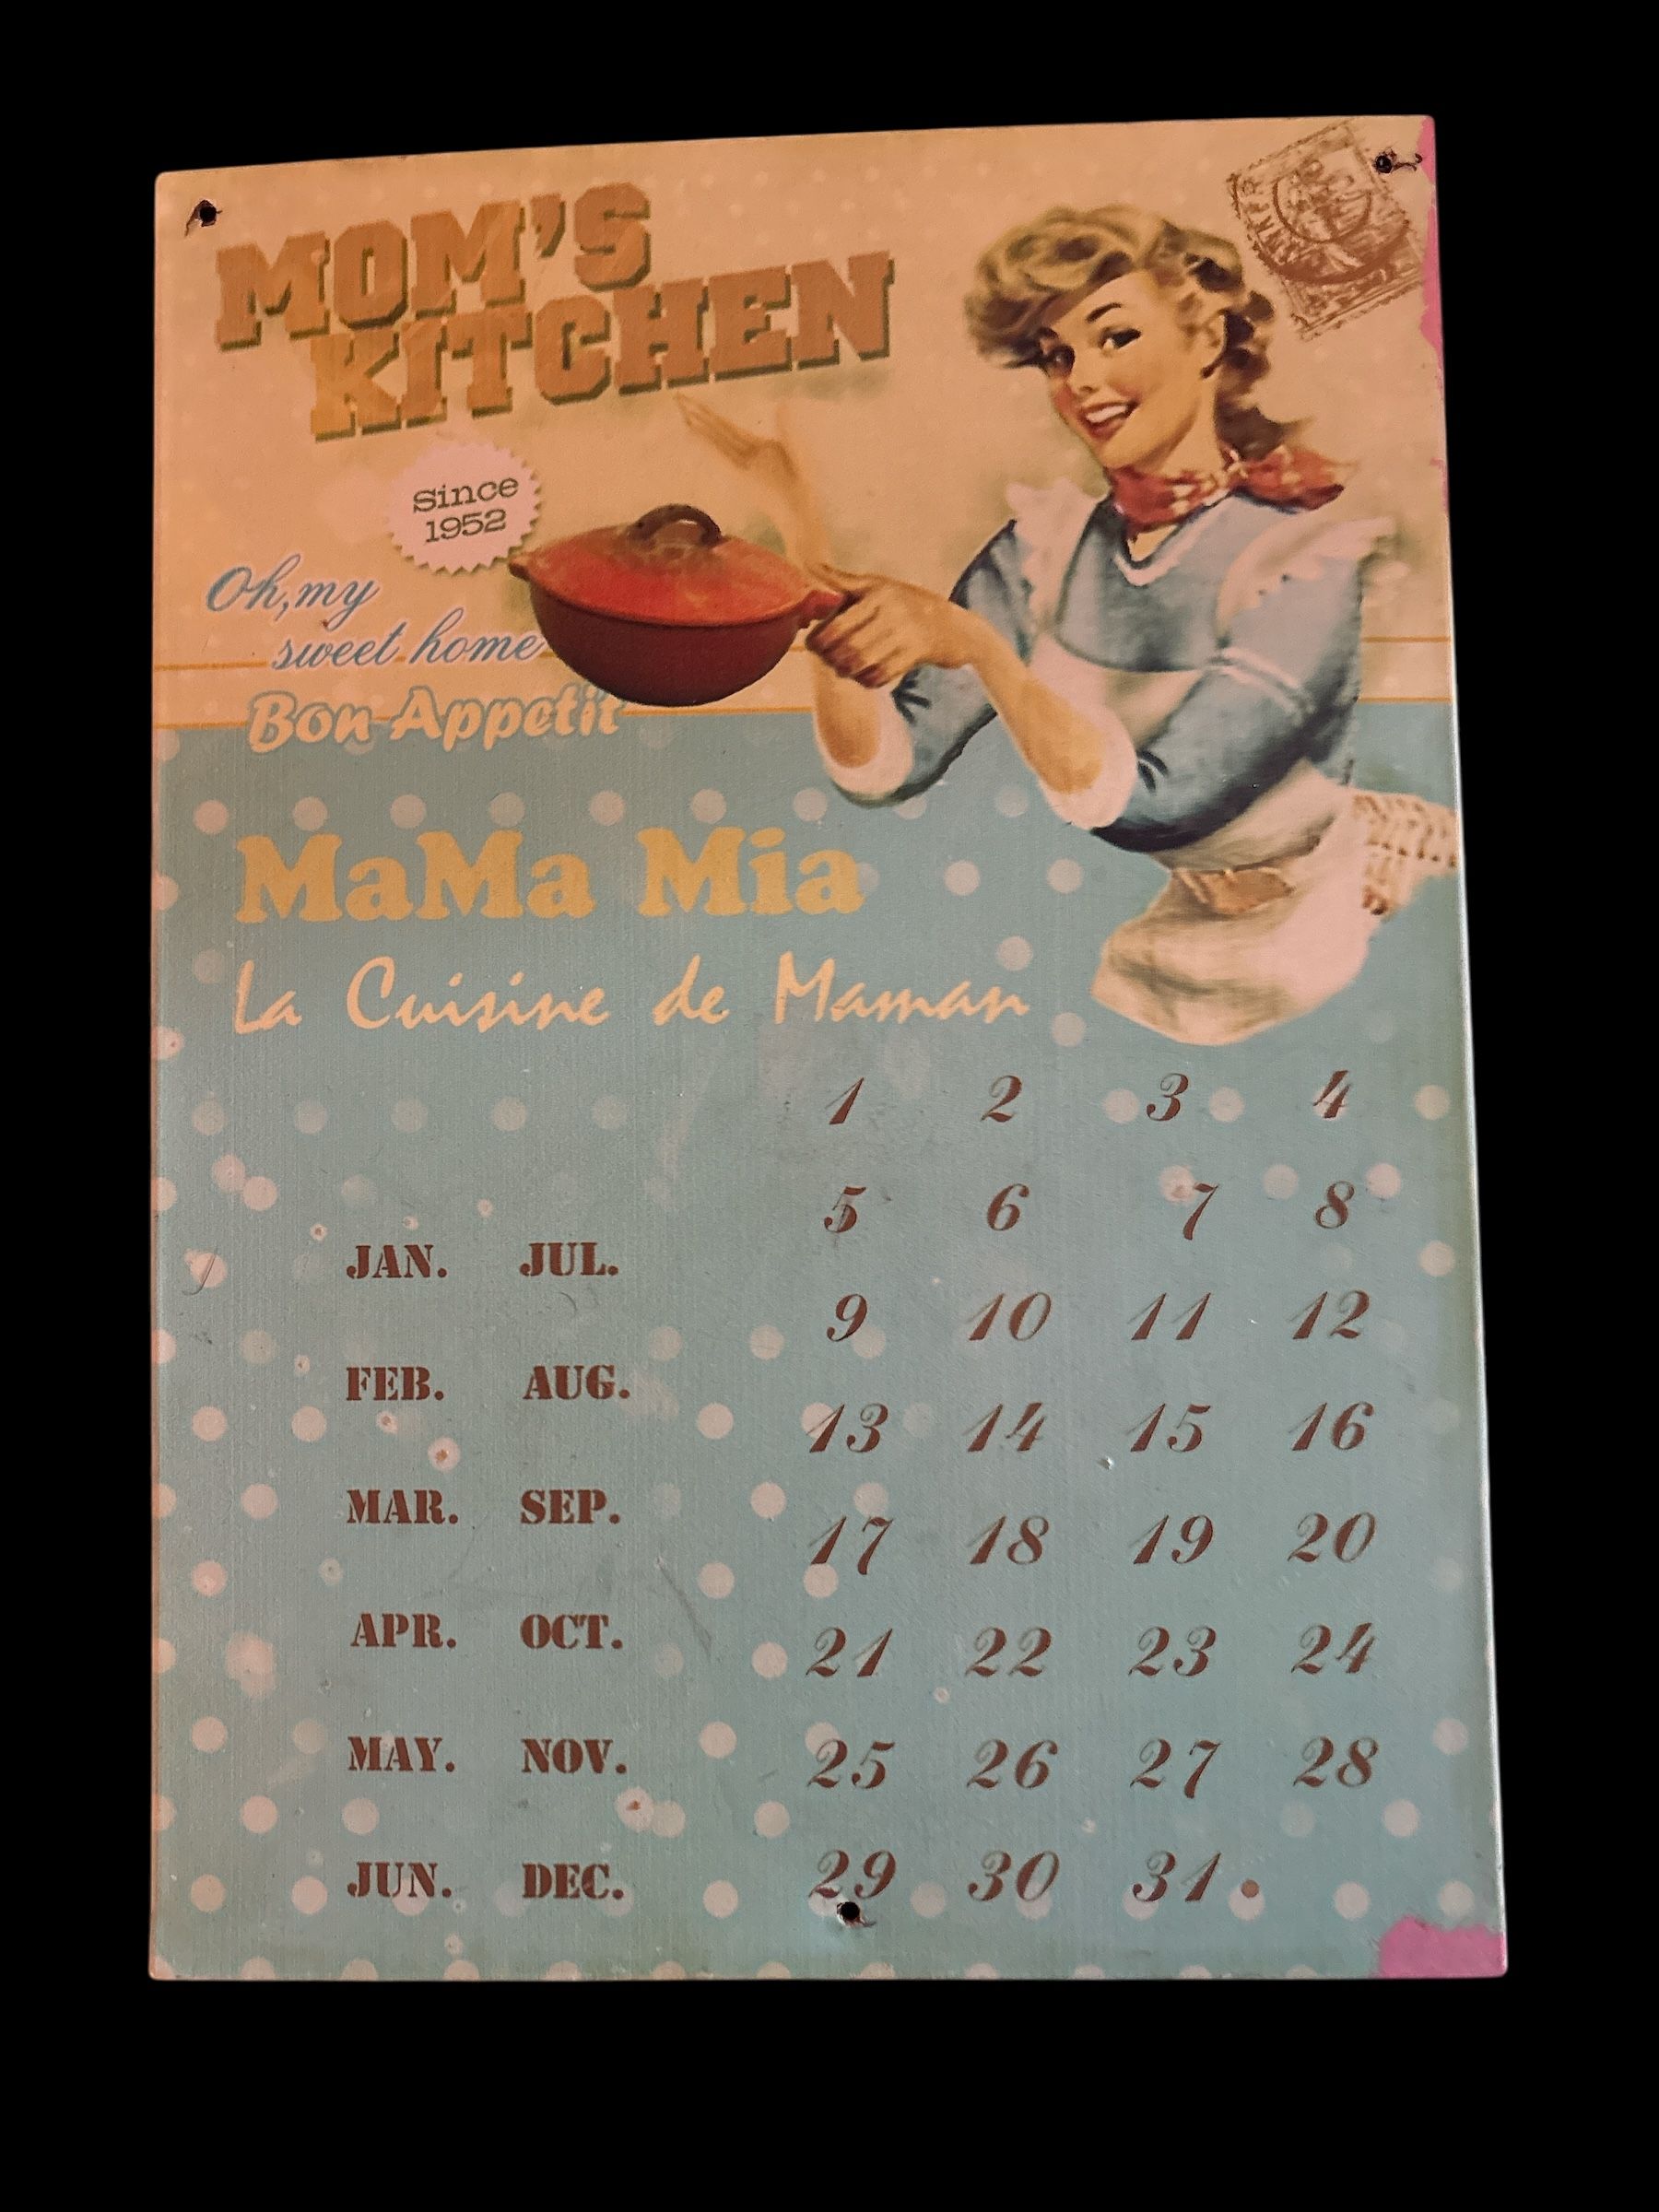 MOM'S
KITCHEN
Since
1952
Oh, my
sweet home
Bon Appetit
MaMa Mia
La Cuisine de Maman
1 2 3 4
5 6 7 8
JAN. JUL.
9 10 11 12
FEB. AUG.
13 14 15 16
MAR. SEP.
17 18 19 20
APR. OCT.
21 22 23 24
MAY. NOV.
25 26 27 28
JUN. DEC.
29 30 31